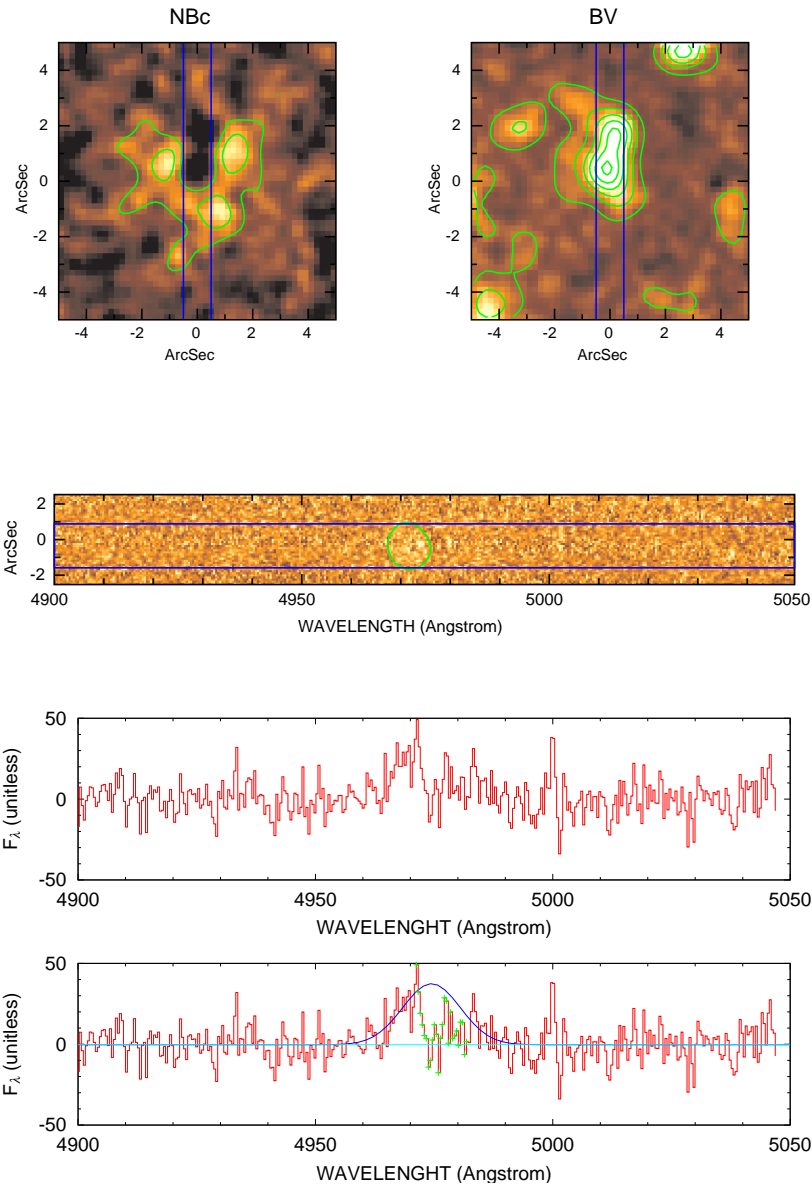 NBc
BV
4
2
0
-2
-4
ArcSec
-4 -2 0 2 4
ArcSec
4
2
0
-2
-4
ArcSec
-4 -2 0 2 4
ArcSec
2
0
-2
ArcSec
4900 4950 5000 5050
WAVELENGTH (Angstrom)
50
0
-50
Fλ (unitless)
4900 4950 5000 5050
WAVELENGHT (Angstrom)
50
0
-50
Fλ (unitless)
4900 4950 5000 5050
WAVELENGHT (Angstrom)